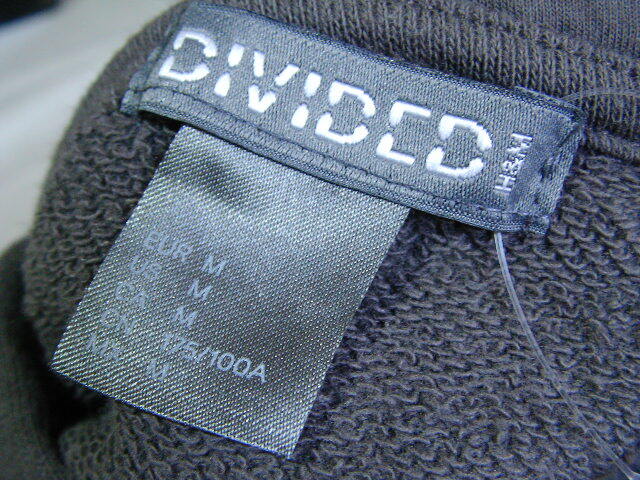 DIVIDED
H&M
EUR M
US M
CA M
CN 175/100A
MX M